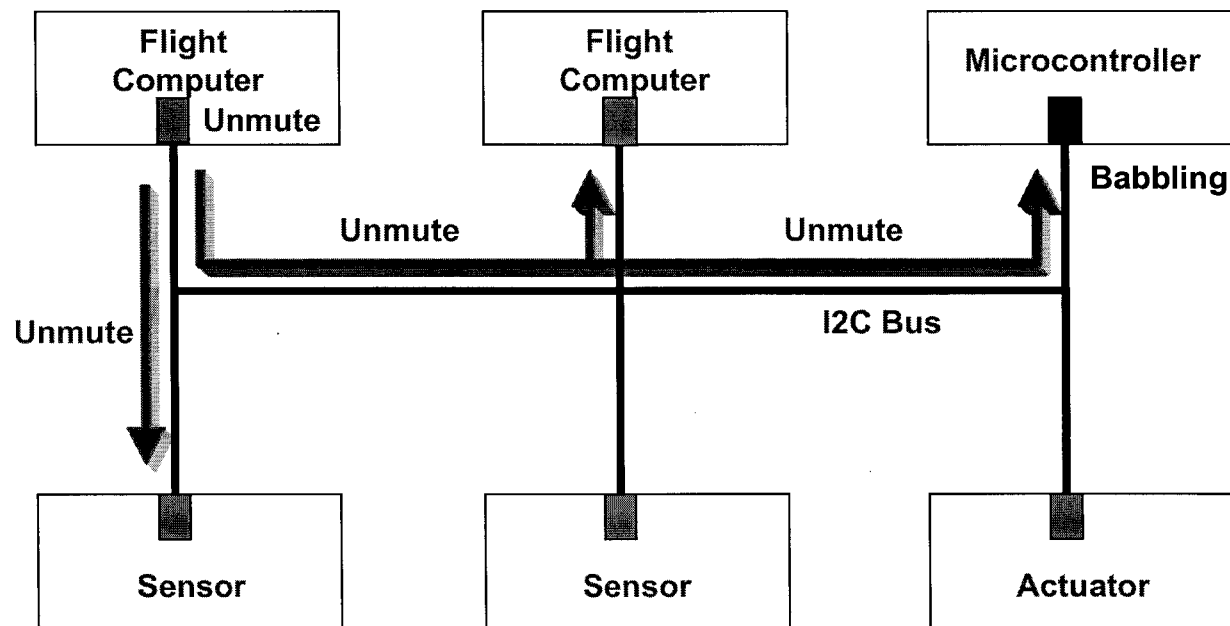 Flight
Computer
Unmute
Flight
Computer
Microcontroller
Babbling
Unmute
Unmute
I2C Bus
Unmute
Sensor
Sensor
Actuator